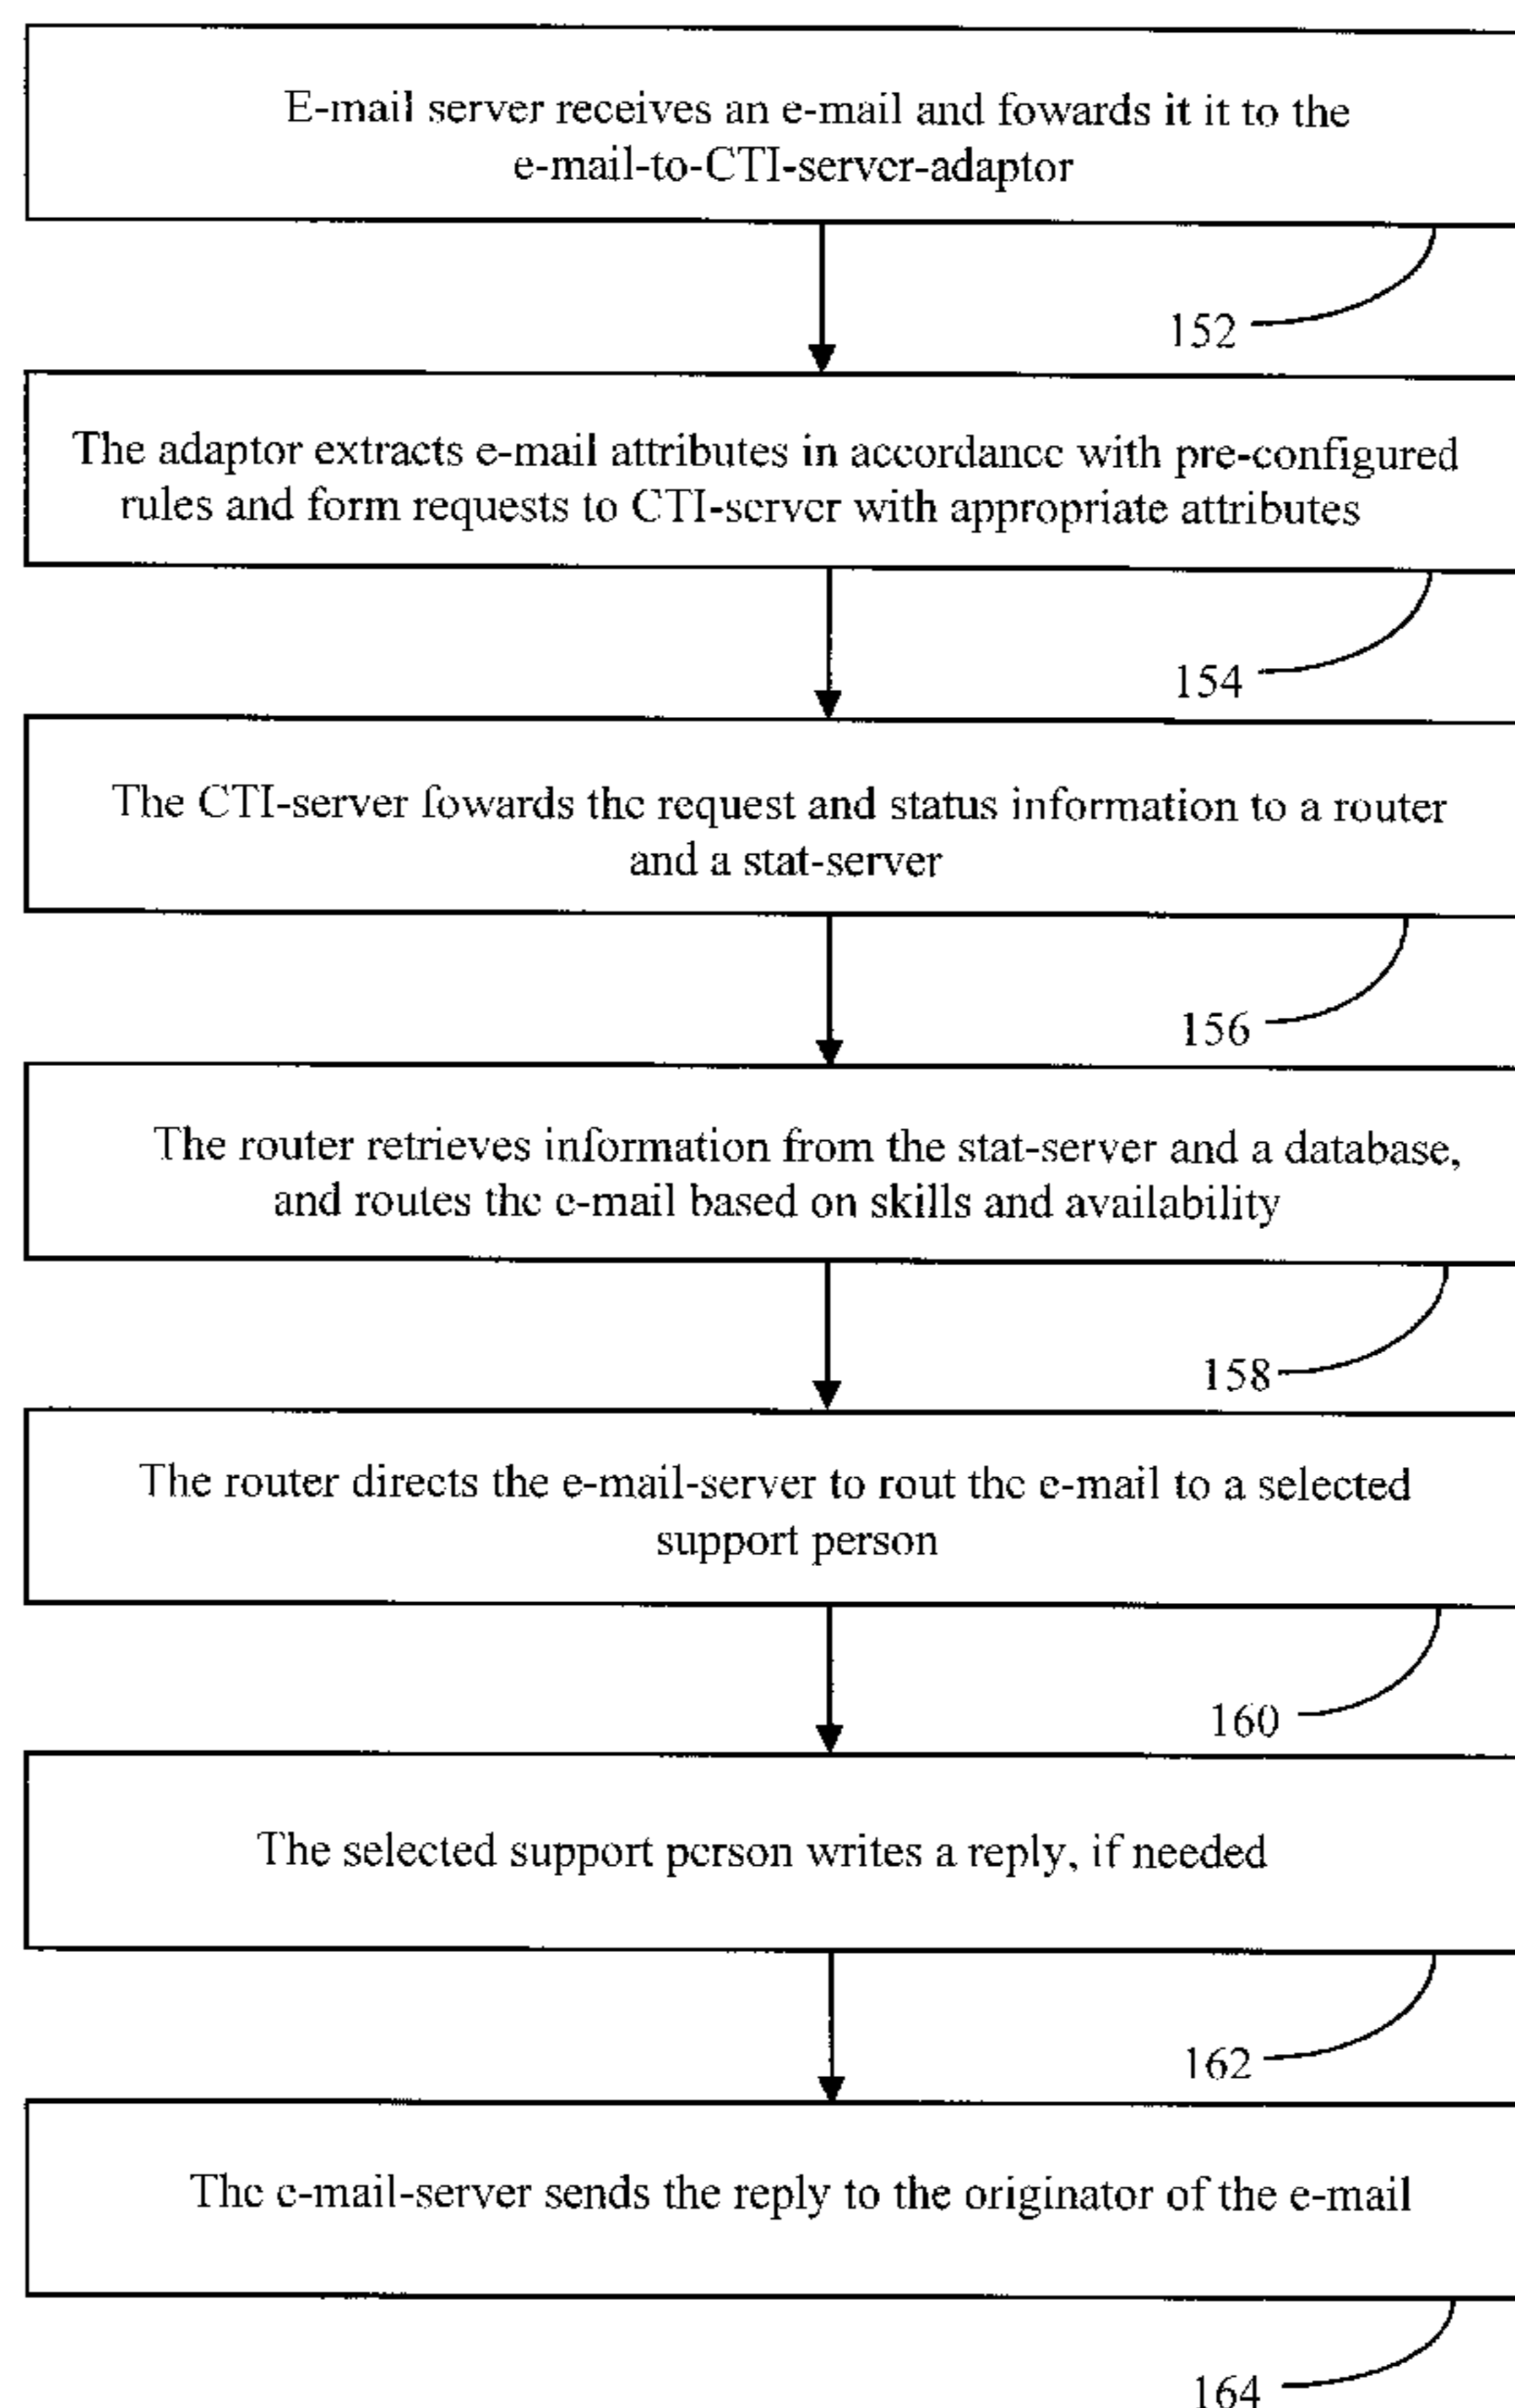 E-mail server receives an e-mail and fowards it it to the
e-mail-to-CTI-server-adaptor
152
The adaptor extracts e-mail attributes in accordance with pre-configured
rules and form requests to CTI-server with appropriate attributes
154
The CTI-server fowards the request and status information to a router
and a stat-server
156
The router retrieves information from the stat-server and a database,
and routes the e-mail based on skills and availability
158
The router directs the e-mail-server to rout the e-mail to a selected
support person
160
The selected support person writes a reply, if needed
162
The e-mail-server sends the reply to the originator of the e-mail
164